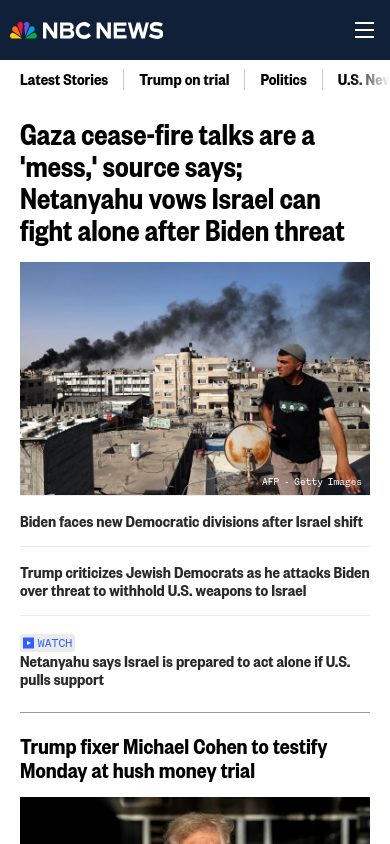 NBC NEWS
Latest Stories
Trump on trial
Politics
U.S. New
Gaza cease-fire talks are a
'mess,' source says;
Netanyahu vows Israel can
fight alone after Biden threat
AFP - Getty Images
Biden faces new Democratic divisions after Israel shift
Trump criticizes Jewish Democrats as he attacks Biden
over threat to withhold U.S. weapons to Israel
WATCH
Netanyahu says Israel is prepared to act alone if U.S.
pulls support
Trump fixer Michael Cohen to testify
Monday at hush money trial